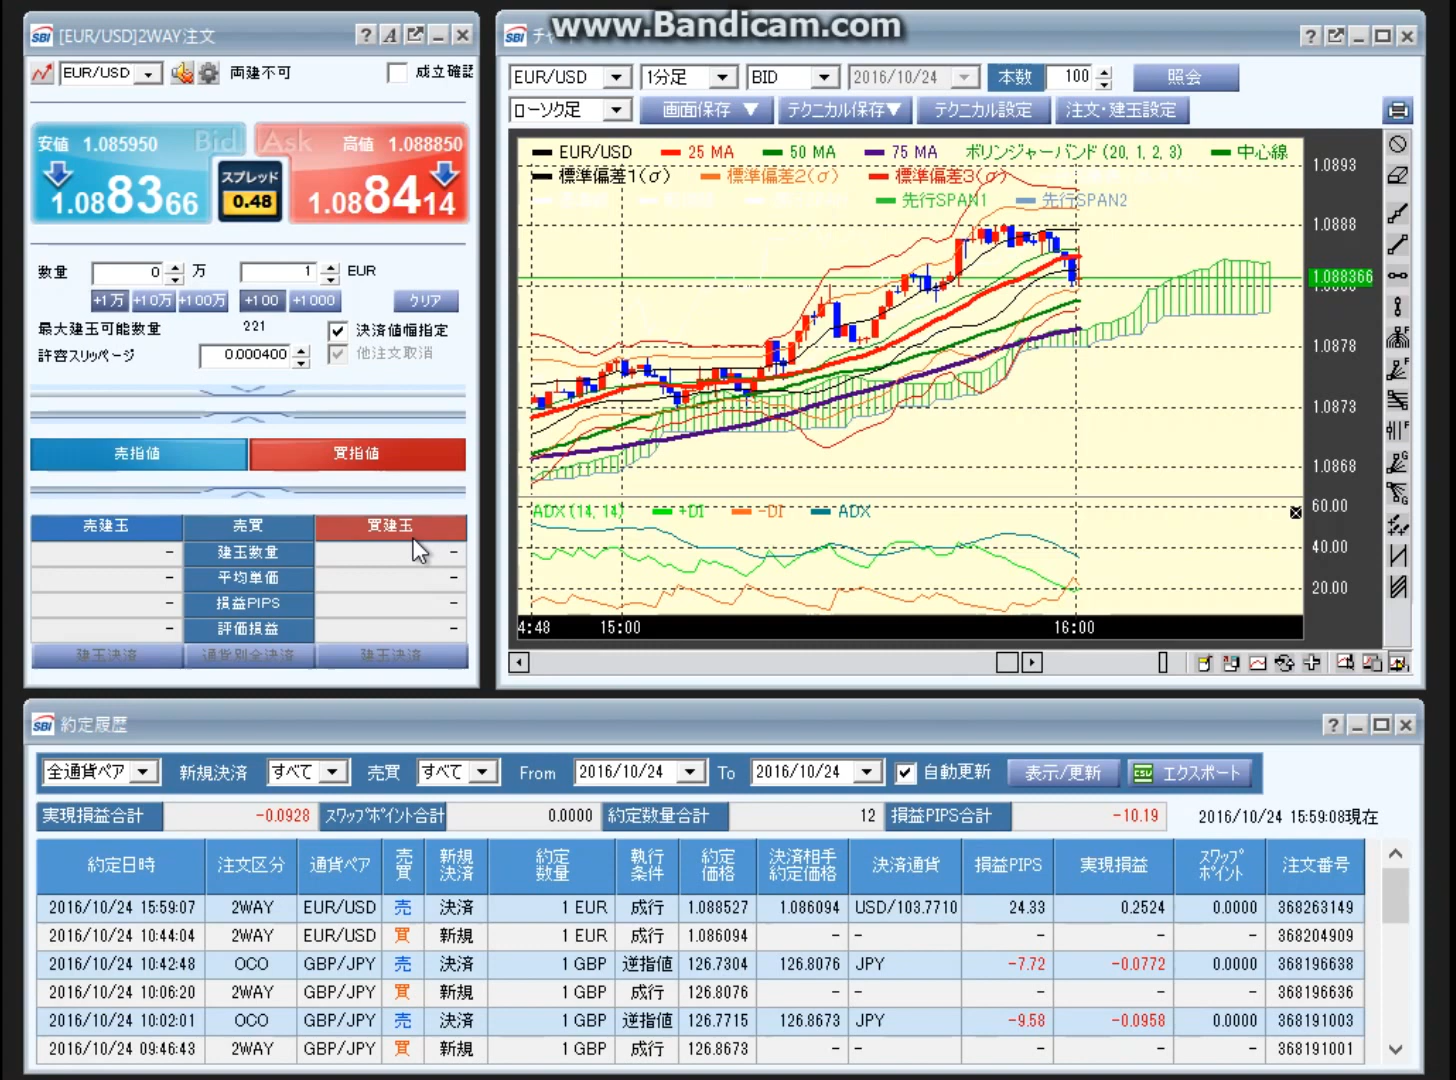 www.Bandicam.com
SBI [EUR/USD]2WAY注文 ? A
EUR/USD 両建不可 成立確認
安値 1.085950 Bid Ask 高値 1.088850
1.088366 スプレッド 0.48 1.088414
数量 0 万 1 EUR
+1万 +10万 +100万 +100 +1000 クリア
最大建玉可能数量 221 決済値幅指定
許容スリッページ 0.000400 他注文取消
売指値 買指値
売建玉 売買 買建玉
- 建玉数量 -
- 平均単価 -
- 損益PIPS -
- 評価損益 -
建玉決済 通貨別全決済 建玉決済
SBI チャ ?
EUR/USD 1分足 BID 2016/10/24 本数 100 照会
ローソク足 画面保存 ▼ テクニカル保存▼ テクニカル設定 注文・建玉設定
EUR/USD 25 MA 50 MA 75 MA ボリンジャーバンド(20, 1, 2, 3) 中心線
標準偏差1(σ) 標準偏差2(σ) 標準偏差3(σ)
先行SPAN1 先行SPAN2
1.0893
1.0888
1.088366
1.0878
1.0873
1.0868
ADX(14, 14) +DI -DI ADX
60.00
40.00
20.00
4:48 15:00 16:00
SBI 約定履歴 ?
全通貨ペア 新規決済 すべて 売買 すべて From 2016/10/24 To 2016/10/24 自動更新 表示/更新 CSV エクスポート
実現損益合計 -0.0928 スワップポイント合計 0.0000 約定数量合計 12 損益PIPS合計 -10.19 2016/10/24 15:59:08現在
約定日時 注文区分 通貨ペア 売買 新規決済 約定数量 執行条件 約定価格 決済相手約定価格 決済通貨 損益PIPS 実現損益 スワップポイント 注文番号
2016/10/24 15:59:07 2WAY EUR/USD 売 決済 1 EUR 成行 1.088527 1.086094 USD/103.7710 24.33 0.2524 0.0000 368263149
2016/10/24 10:44:04 2WAY EUR/USD 買 新規 1 EUR 成行 1.086094 - - - - - 368204909
2016/10/24 10:42:48 OCO GBP/JPY 売 決済 1 GBP 逆指値 126.7304 126.8076 JPY -7.72 -0.0772 0.0000 368196638
2016/10/24 10:06:20 2WAY GBP/JPY 買 新規 1 GBP 成行 126.8076 - - - - - 368196636
2016/10/24 10:02:01 OCO GBP/JPY 売 決済 1 GBP 逆指値 126.7715 126.8673 JPY -9.58 -0.0958 0.0000 368191003
2016/10/24 09:46:43 2WAY GBP/JPY 買 新規 1 GBP 成行 126.8673 - - - - - 368191001